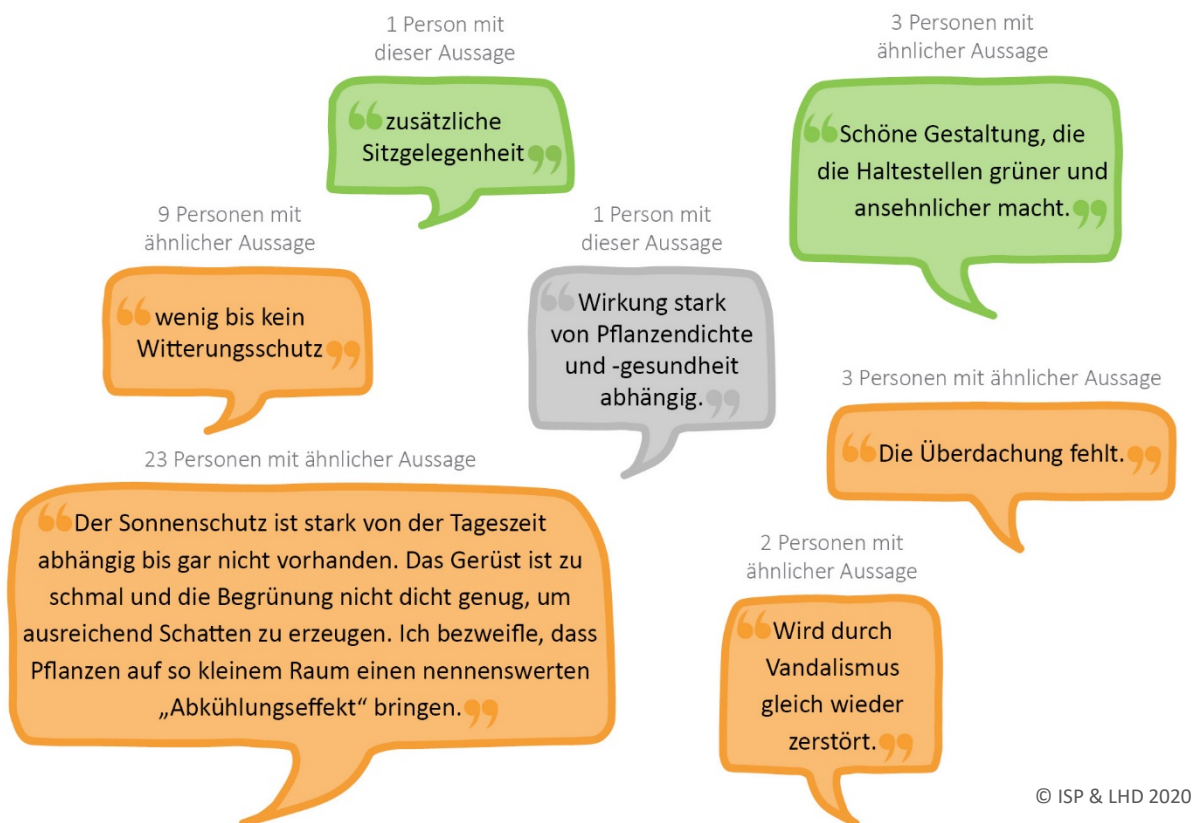 1 Person mit
dieser Aussage
“zusätzliche
Sitzgelegenheit”
3 Personen mit
ähnlicher Aussage
“Schöne Gestaltung, die
die Haltestellen grüner und
ansehnlicher macht.”
9 Personen mit
ähnlicher Aussage
“wenig bis kein
Witterungsschutz”
1 Person mit
dieser Aussage
“Wirkung stark
von Pflanzendichte
und -gesundheit
abhängig.”
3 Personen mit ähnlicher Aussage
“Die Überdachung fehlt.”
23 Personen mit ähnlicher Aussage
“Der Sonnenschutz ist stark von der Tageszeit
abhängig bis gar nicht vorhanden. Das Gerüst ist zu
schmal und die Begrünung nicht dicht genug, um
ausreichend Schatten zu erzeugen. Ich bezweifle, dass
Pflanzen auf so kleinem Raum einen nennenswerten
„Abkühlungseffekt“ bringen.”
2 Personen mit
ähnlicher Aussage
“Wird durch
Vandalismus
gleich wieder
zerstört.”
© ISP & LHD 2020